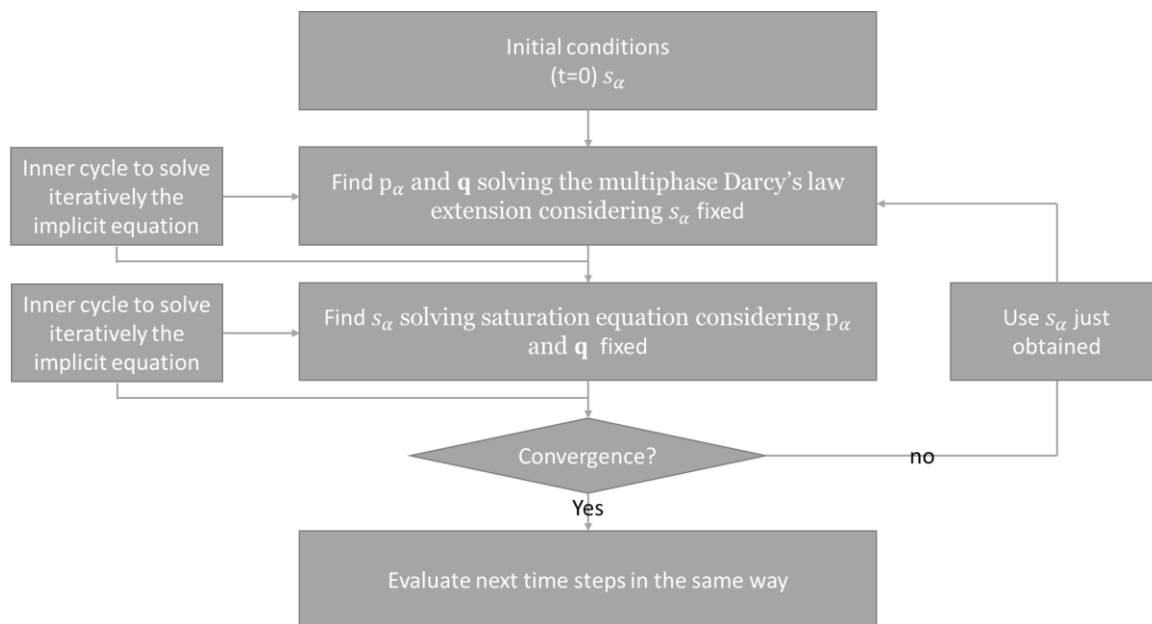 Initial conditions
(t=0) sα
Inner cycle to solve
iteratively the
implicit equation
Find pα and q solving the multiphase Darcy’s law
extension considering sα fixed
Inner cycle to solve
iteratively the
implicit equation
Find sα solving saturation equation considering pα
and q fixed
Use sα just
obtained
Convergence?
no
Yes
Evaluate next time steps in the same way